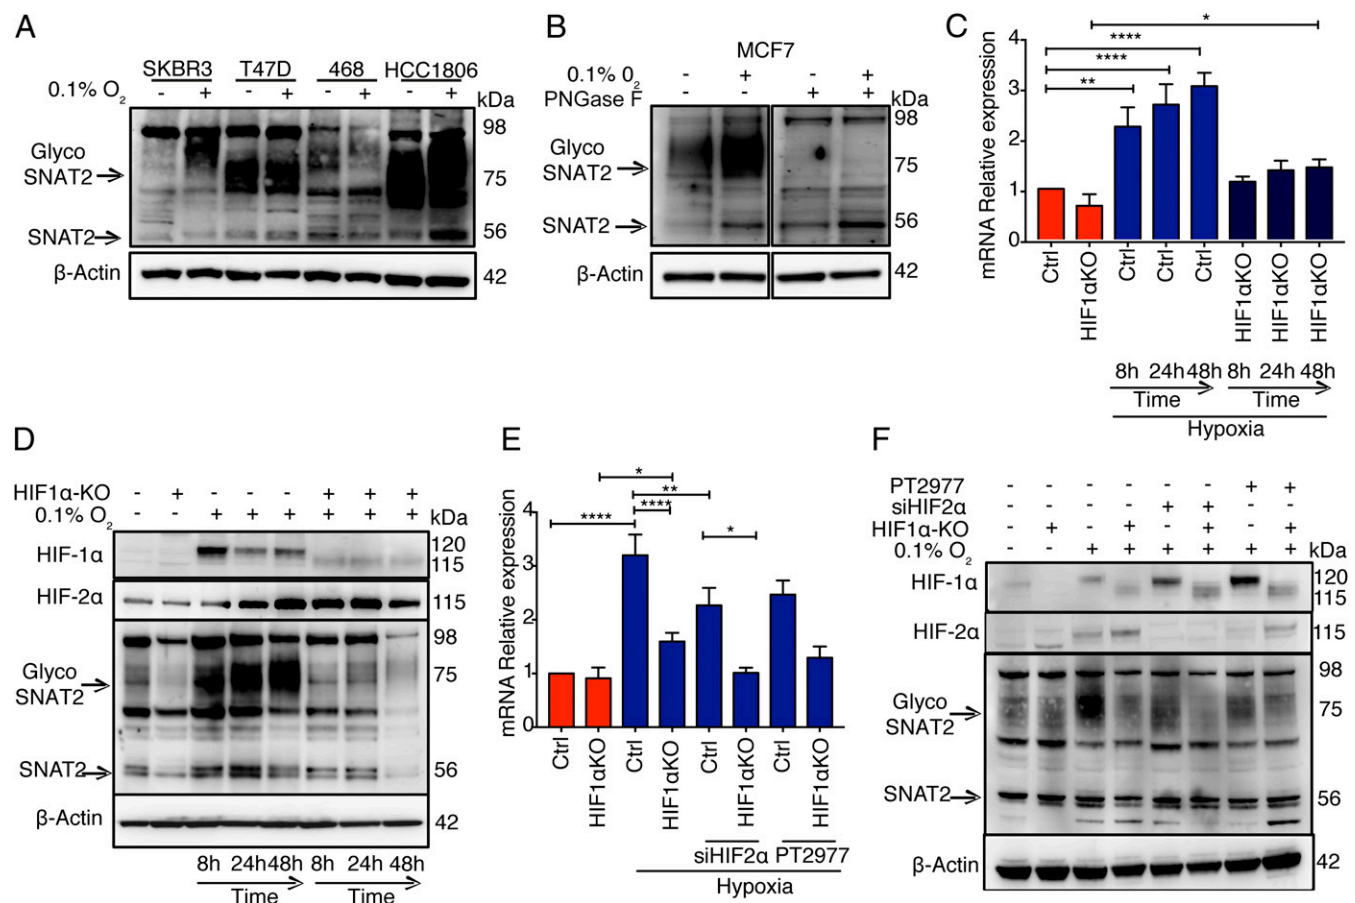 A
SKBR3 T47D 468 HCC1806
0.1% O2 - + - + - + - + kDa
Glyco
SNAT2
SNAT2
β-Actin
98
75
56
42
B
MCF7
0.1% 02 - + - +
PNGase F - - + + kDa
Glyco
SNAT2
SNAT2
β-Actin
98
75
56
42
C
mRNA Relative expression
4
3
2
1
0
*
****
****
**
Ctrl
HIF1αKO
Ctrl
Ctrl
Ctrl
HIF1αKO
HIF1αKO
HIF1αKO
8h 24h 48h 8h 24h 48h
Time Time
Hypoxia
D
HIF1α-KO - + - - - + + +
0.1% O2 - - + + + + + + kDa
HIF-1α
120
115
HIF-2α
115
98
Glyco
SNAT2
75
SNAT2
56
β-Actin
42
8h 24h 48h 8h 24h 48h
Time Time
E
mRNA Relative expression
4
3
2
1
0
*
**
****
****
*
Ctrl
HIF1αKO
Ctrl
HIF1αKO
Ctrl
HIF1αKO
Ctrl
HIF1αKO
siHIF2α PT2977
Hypoxia
F
PT2977 - - - - - - + +
siHIF2α - - - - + + - -
HIF1α-KO - + - + - + - +
0.1% O2 - - + + + + + + kDa
HIF-1α
120
115
HIF-2α
115
98
Glyco
SNAT2
75
SNAT2
56
β-Actin
42